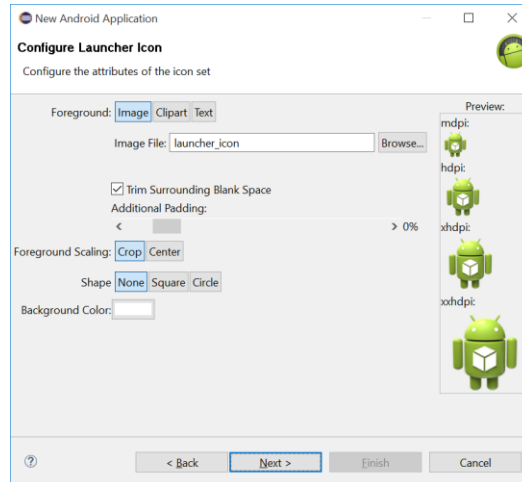 New Android Application
Configure Launcher Icon
Configure the attributes of the icon set
Foreground: Image Clipart Text
Image File: launcher_icon Browse...
Trim Surrounding Blank Space
Additional Padding:
0%
Foreground Scaling: Crop Center
Shape None Square Circle
Background Color:
Preview:
mdpi:
hdpi:
xhdpi:
xxhdpi:
< Back Next > Finish Cancel